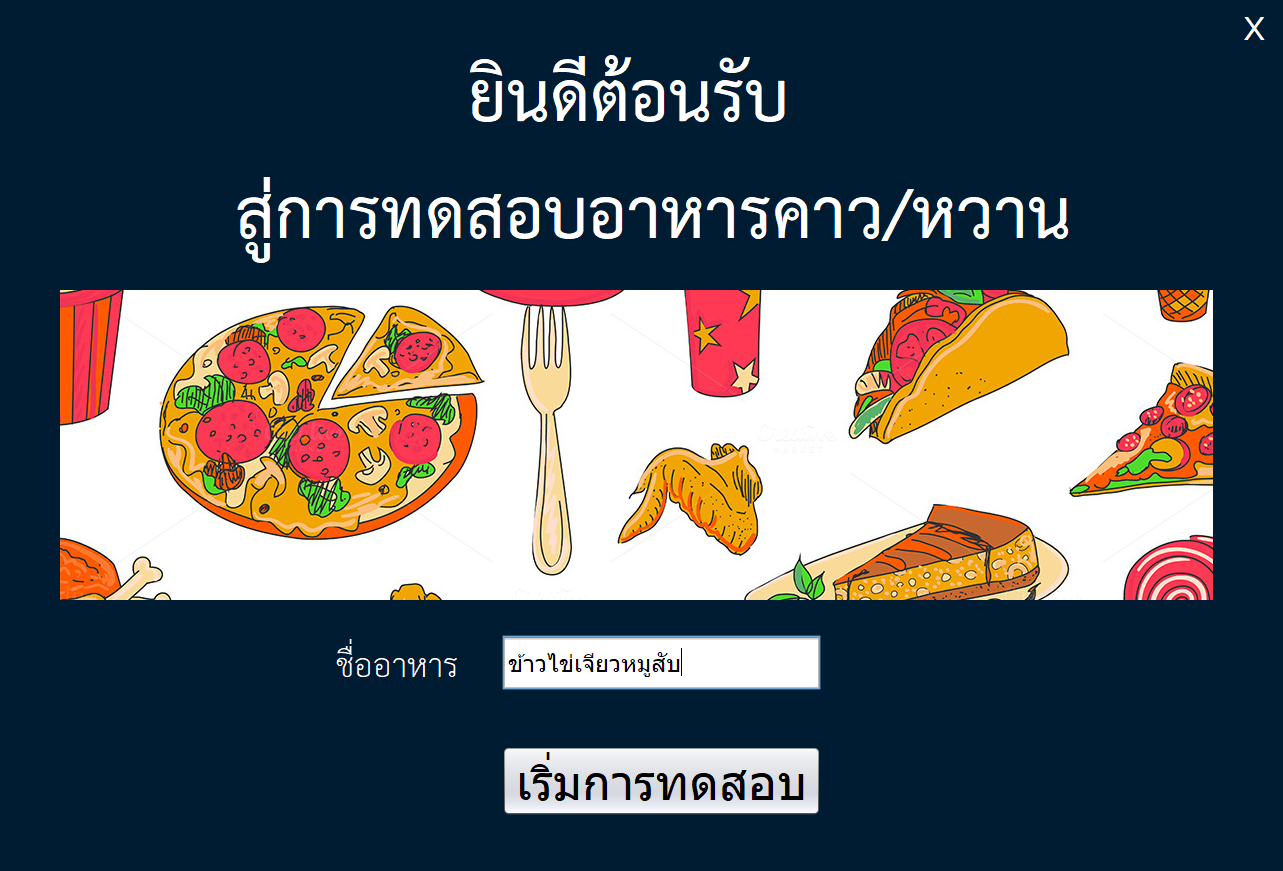 X
ยินดีต้อนรับ
สู่การทดสอบอาหารคาว/หวาน
Creative
MARKET
ชื่ออาหาร
ข้าวไข่เจียวหมูสับ
เริ่มการทดสอบ